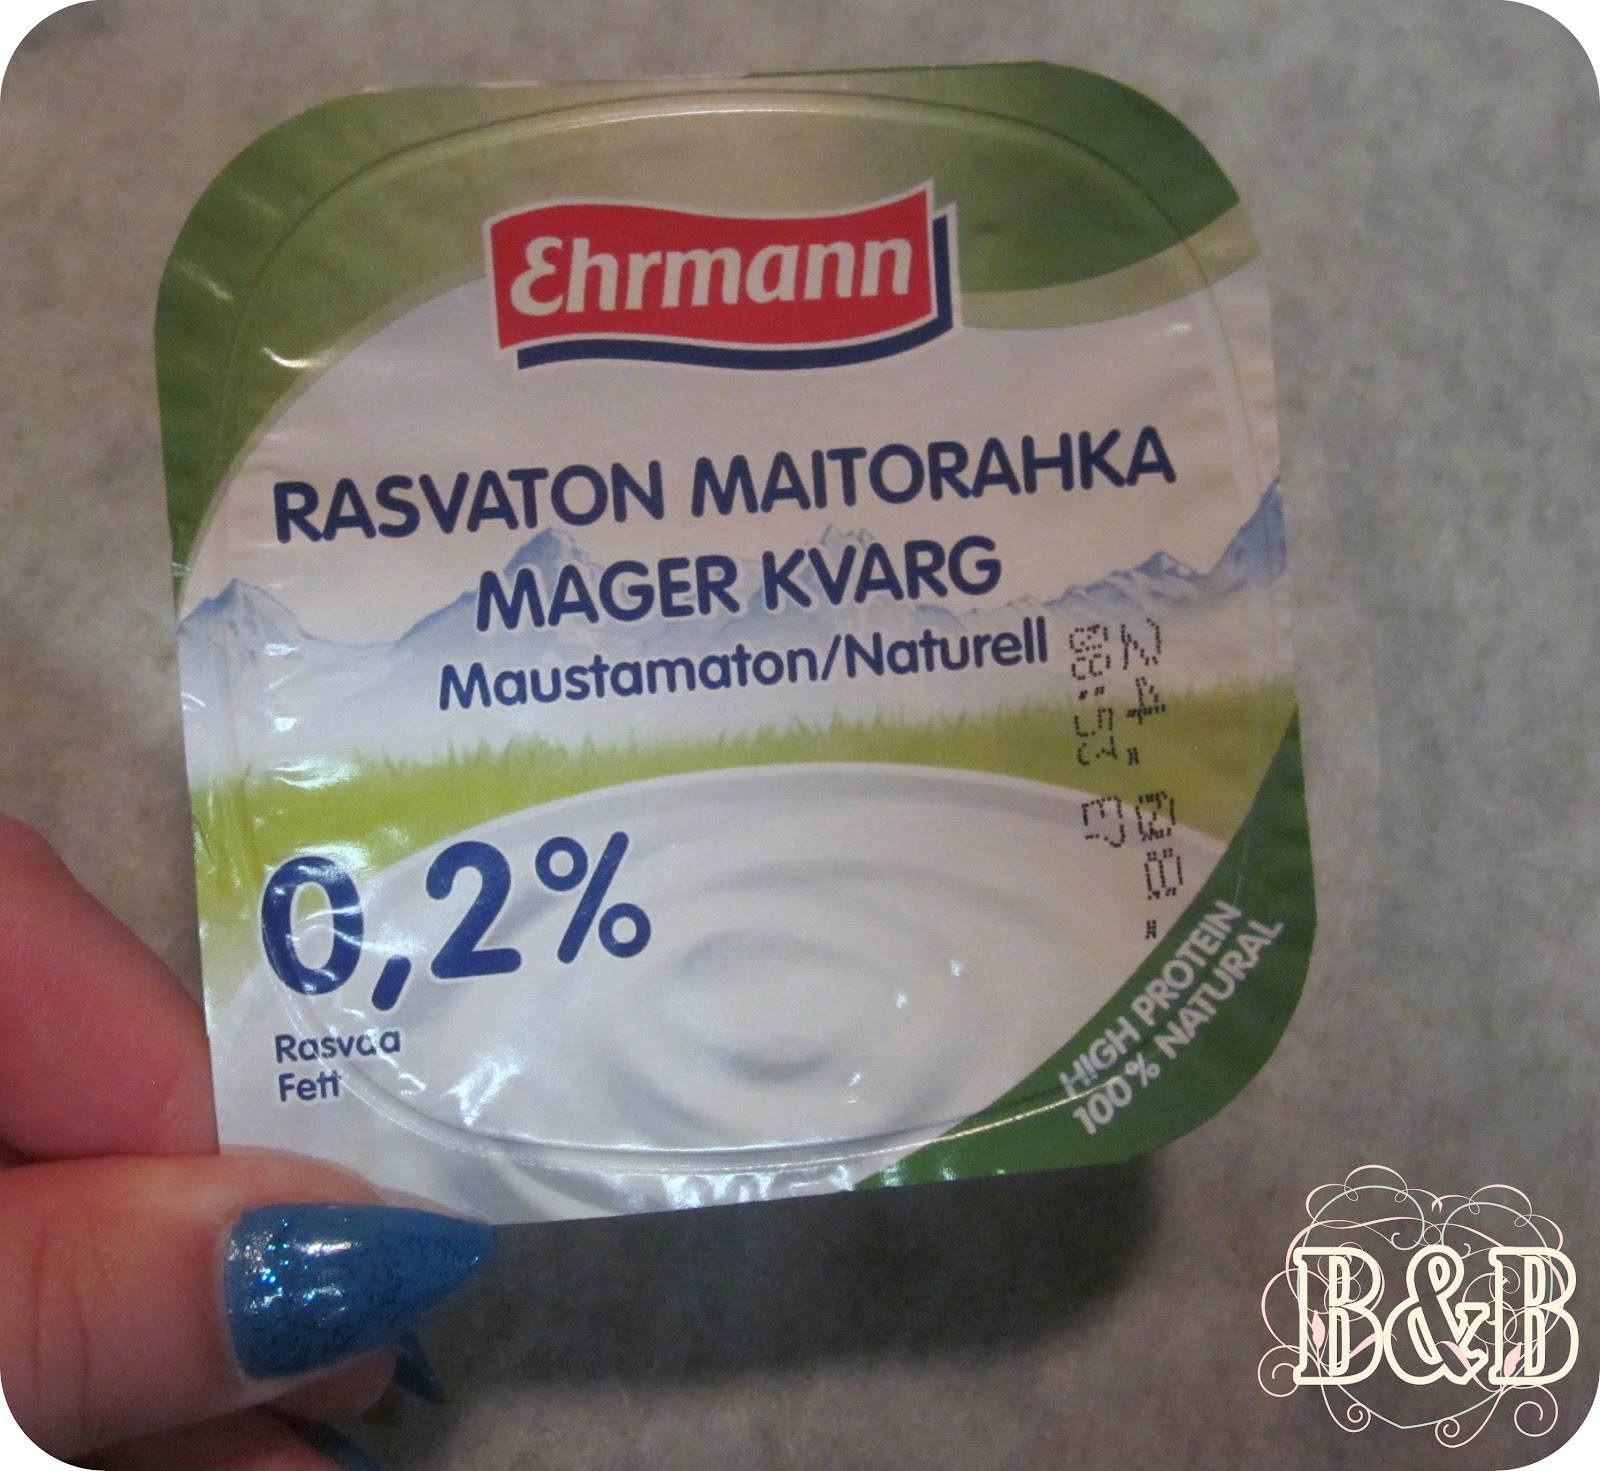 Ehrmann
RASVATON MAITORAHKA
MAGER KVARG
Maustamaton/Naturell
0,2%
Rasvaa
Fett
HIGH PROTEIN
100% NATURAL
B&B